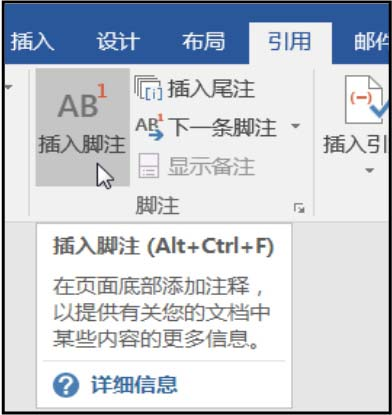 插入 设计 布局 引用 邮件
AB1 插入脚注
[i] 插入尾注
AB1 下一条脚注
显示备注
插入引
脚注
插入脚注 (Alt+Ctrl+F)
在页面底部添加注释，
以提供有关您的文档中
某些内容的更多信息。
? 详细信息